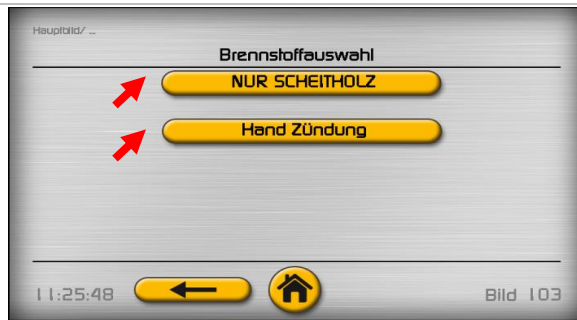 Hauptbild/ ...
Brennstoffauswahl
NUR SCHEITHOLZ
Hand Zündung
11:25:48
Bild 103